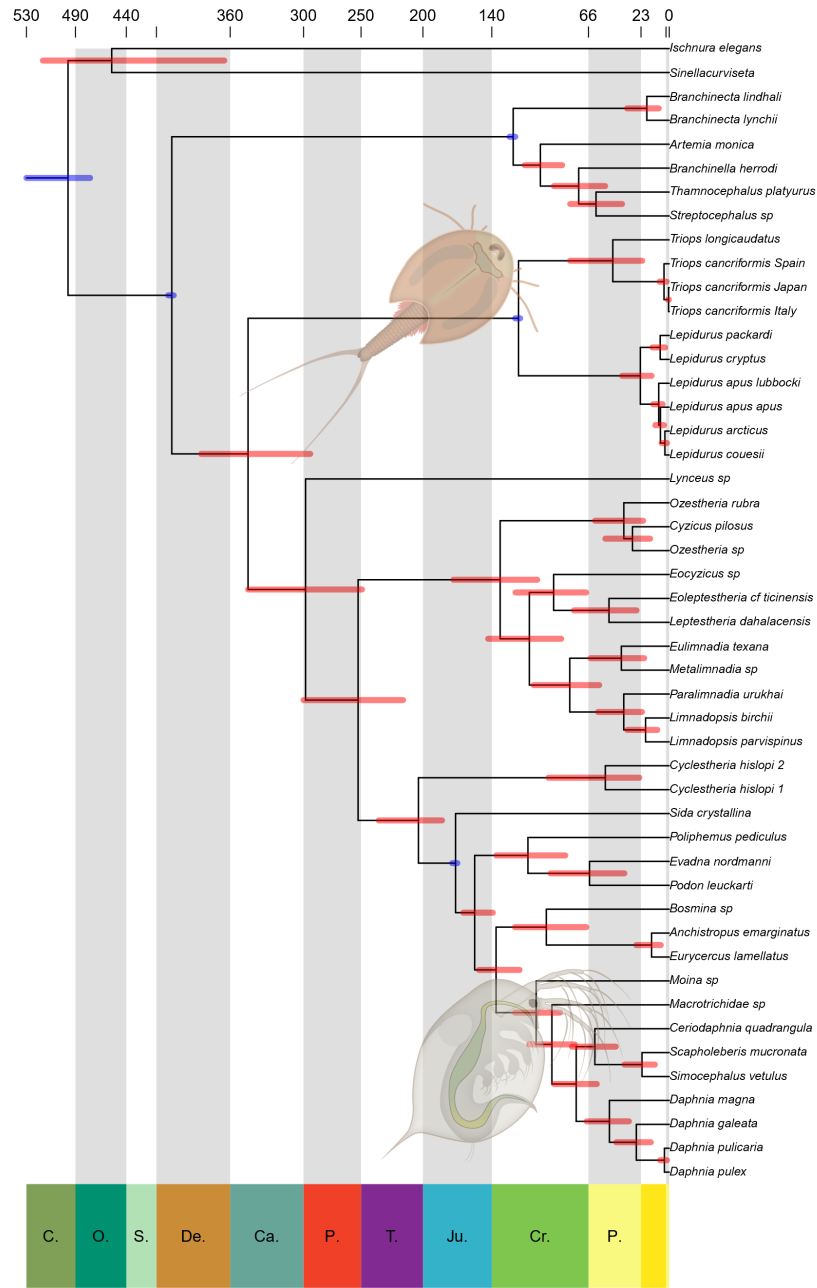 530 490 440 360 300 250 200 140 66 23 0
Ischnura elegans
Sinellacurviseta
Branchinecta lindhali
Branchinecta lynchii
Artemia monica
Branchinella herrodi
Thamnocephalus platyurus
Streptocephalus sp
Triops longicaudatus
Triops cancriformis Spain
Triops cancriformis Japan
Triops cancriformis Italy
Lepidurus packardi
Lepidurus cryptus
Lepidurus apus lubbocki
Lepidurus apus apus
Lepidurus arcticus
Lepidurus couesii
Lynceus sp
Ozestheria rubra
Cyzicus pilosus
Ozestheria sp
Eocyzicus sp
Eoleptestheria cf ticinensis
Leptestheria dahalacensis
Eulimnadia texana
Metalimnadia sp
Paralimnadia urukhai
Limnadopsis birchii
Limnadopsis parvispinus
Cyclestheria hislopi 2
Cyclestheria hislopi 1
Sida crystallina
Poliphemus pediculus
Evadna nordmanni
Podon leuckarti
Bosmina sp
Anchistropus emarginatus
Eurycercus lamellatus
Moina sp
Macrotrichidae sp
Ceriodaphnia quadrangula
Scapholeberis mucronata
Simocephalus vetulus
Daphnia magna
Daphnia galeata
Daphnia pulicaria
Daphnia pulex
C. O. S. De. Ca. P. T. Ju. Cr. P.